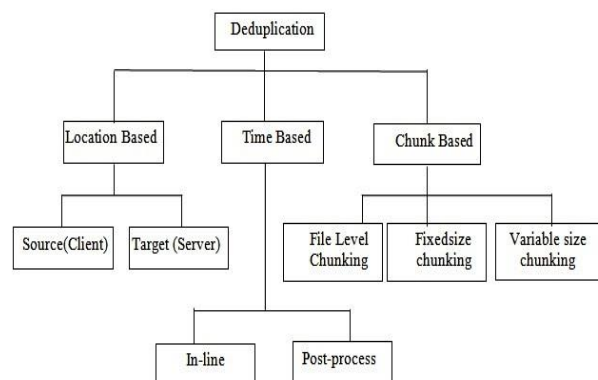 Deduplication
Location Based
Time Based
Chunk Based
Source(Client)
Target (Server)
File Level
Chunking
Fixedsize
chunking
Variable size
chunking
In-line
Post-process